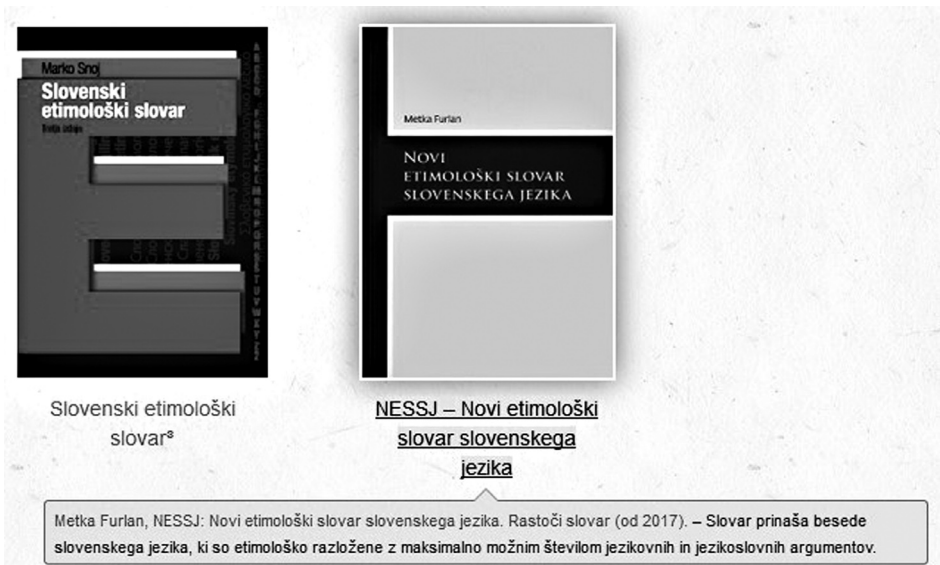 Marko Snoj
Slovenski
etimološki slovar
Tretja izdaja
Metka Furlan
NOVI
ETIMOLOŠKI SLOVAR
SLOVENSKEGA JEZIKA
Slovenski etimološki
slovar³
NESSJ – Novi etimološki
slovar slovenskega
jezika
Metka Furlan, NESSJ: Novi etimološki slovar slovenskega jezika. Rastoči slovar (od 2017). – Slovar prinaša besede
slovenskega jezika, ki so etimološko razložene z maksimalno možnim številom jezikovnih in jezikoslovnih argumentov.